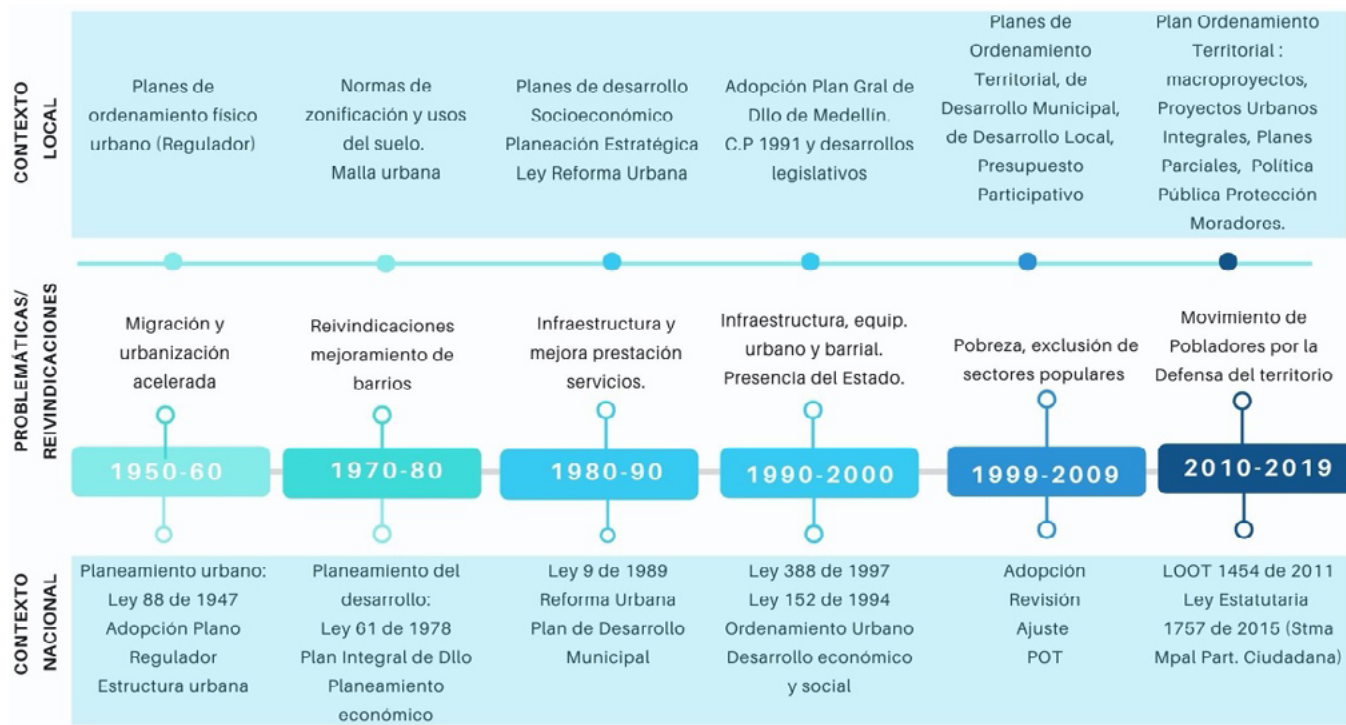 CONTEXTO
LOCAL
Planes de
ordenamiento físico
urbano (Regulador)
Normas de
zonificación y usos
del suelo.
Malla urbana
Planes de desarrollo
Socioeconómico
Planeación Estratégica
Ley Reforma Urbana
Adopción Plan Gral de
Dllo de Medellín.
C.P 1991 y desarrollos
legislativos
Planes de
Ordenamiento
Territorial, de
Desarrollo Municipal,
de Desarrollo Local,
Presupuesto
Participativo
Plan Ordenamiento
Territorial :
macroproyectos,
Proyectos Urbanos
Integrales, Planes
Parciales, Política
Pública Protección
Moradores.
PROBLEMÁTICAS/
REIVINDICACIONES
Migración y
urbanización
acelerada
Reivindicaciones
mejoramiento de
barrios
Infraestructura y
mejora prestación
servicios.
Infraestructura, equip.
urbano y barrial.
Presencia del Estado.
Pobreza, exclusión de
sectores populares
Movimiento de
Pobladores por la
Defensa del territorio
1950-60
1970-80
1980-90
1990-2000
1999-2009
2010-2019
CONTEXTO
NACIONAL
Planeamiento urbano:
Ley 88 de 1947
Adopción Plano
Regulador
Estructura urbana
Planeamiento del
desarrollo:
Ley 61 de 1978
Plan Integral de Dllo
Planeamiento
económico
Ley 9 de 1989
Reforma Urbana
Plan de Desarrollo
Municipal
Ley 388 de 1997
Ley 152 de 1994
Ordenamiento Urbano
Desarrollo económico
y social
Adopción
Revisión
Ajuste
POT
LOOT 1454 de 2011
Ley Estatutaria
1757 de 2015 (Stma
Mpal Part. Ciudadana)